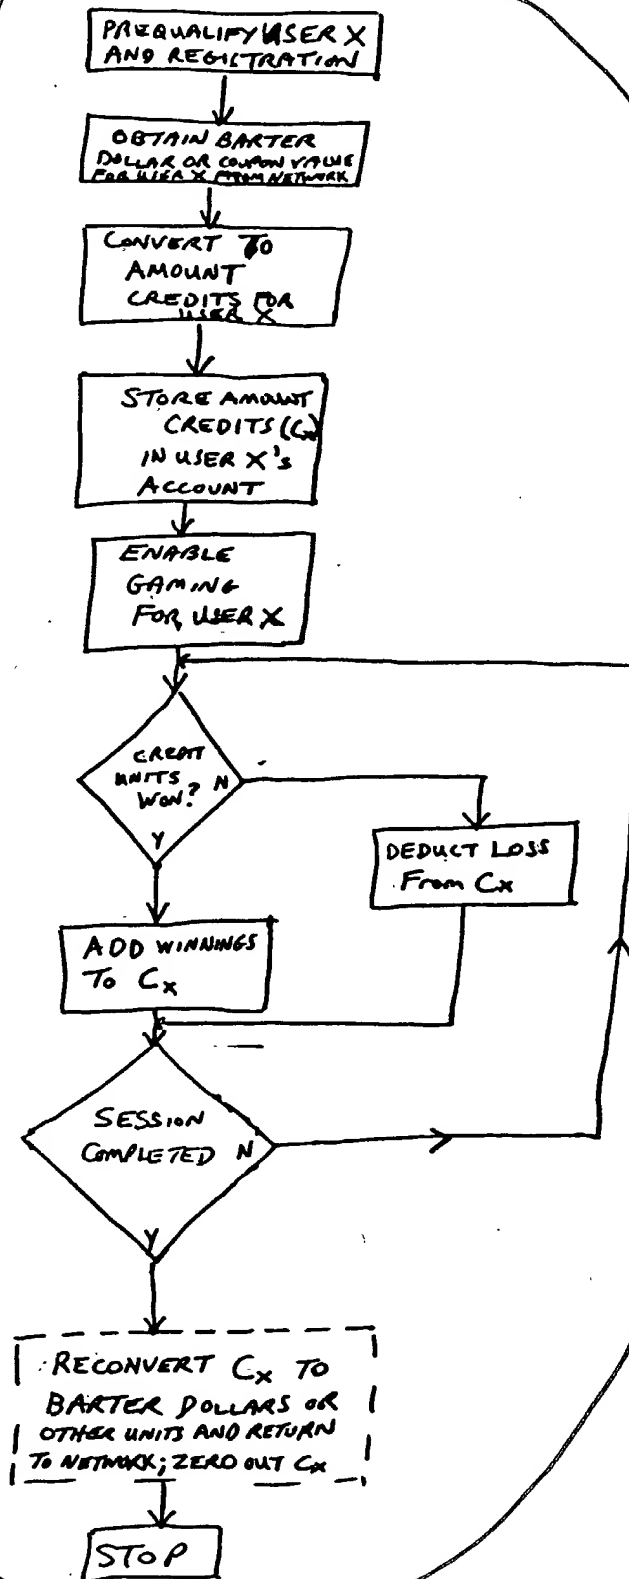 PREQUALIFY USER X
AND REGISTRATION
OBTAIN BARTER
DOLLAR OR COUPON VALUE
FOR USER X FROM NETWORK
CONVERT TO
AMOUNT
CREDITS FOR
USER X
STORE AMOUNT
CREDITS (Cx)
IN USER X's
ACCOUNT
ENABLE
GAMING
FOR USER X
CREDIT
UNITS N
WON?
Y
DEDUCT LOSS
From Cx
ADD WINNINGS
To Cx
SESSION
COMPLETED N
Y
RECONVERT Cx TO
BARTER DOLLARS OR
OTHER UNITS AND RETURN
TO NETWORK; ZERO OUT Cx
STOP